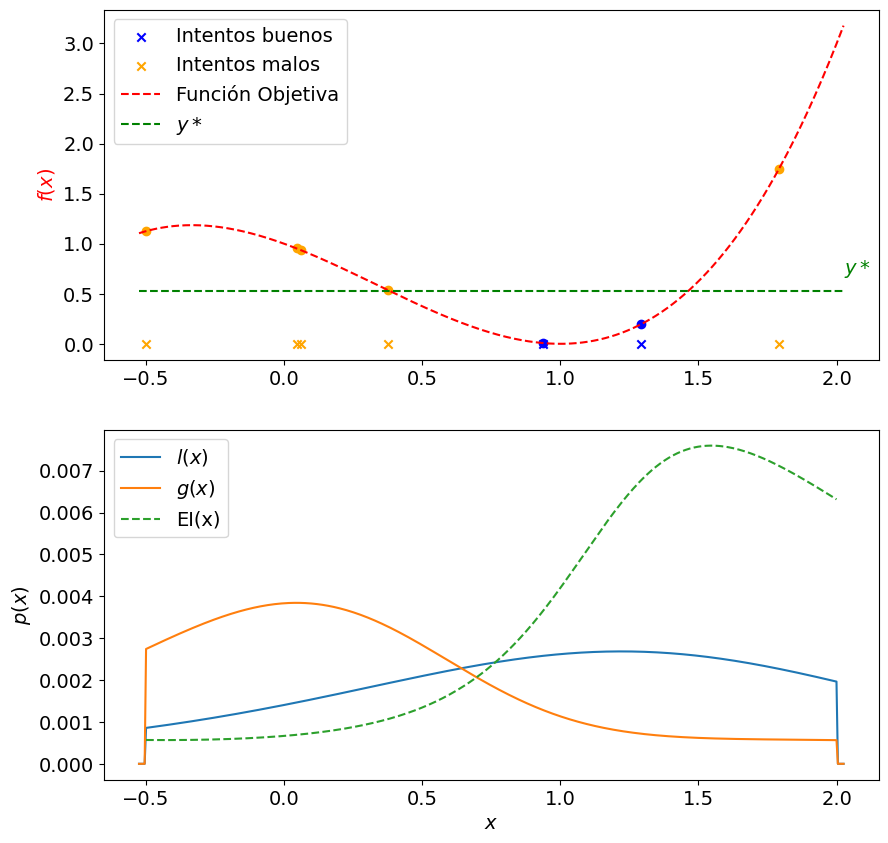 Intentos buenos
Intentos malos
Función Objetiva
y*
f(x)
3.0
2.5
2.0
1.5
1.0
0.5
0.0
y*
−0.5 0.0 0.5 1.0 1.5 2.0
l(x)
g(x)
EI(x)
p(x)
0.007
0.006
0.005
0.004
0.003
0.002
0.001
0.000
−0.5 0.0 0.5 1.0 1.5 2.0
x